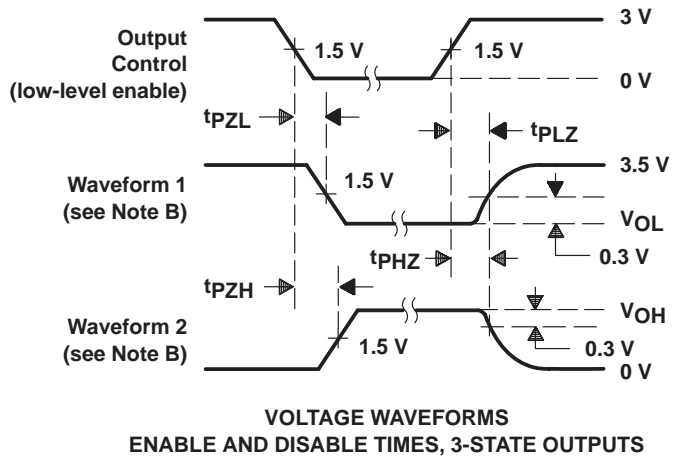 3 V
Output
Control
(low-level enable)
1.5 V
1.5 V
0 V
tPZL
tPLZ
3.5 V
Waveform 1
(see Note B)
1.5 V
VOL
tPHZ
0.3 V
tPZH
VOH
Waveform 2
(see Note B)
1.5 V
0.3 V
0 V
VOLTAGE WAVEFORMS
ENABLE AND DISABLE TIMES, 3-STATE OUTPUTS